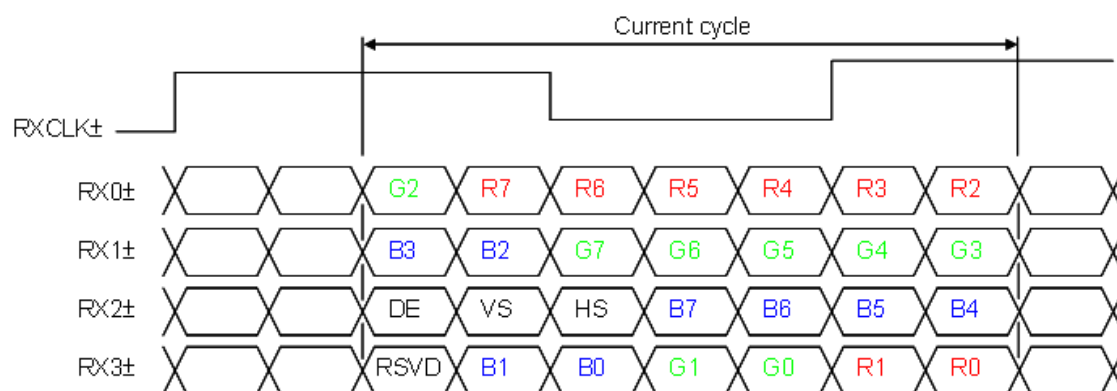 Current cycle
RXCLK±
RX0± G2 R7 R6 R5 R4 R3 R2
RX1± B3 B2 G7 G6 G5 G4 G3
RX2± DE VS HS B7 B6 B5 B4
RX3± RSVD B1 B0 G1 G0 R1 R0